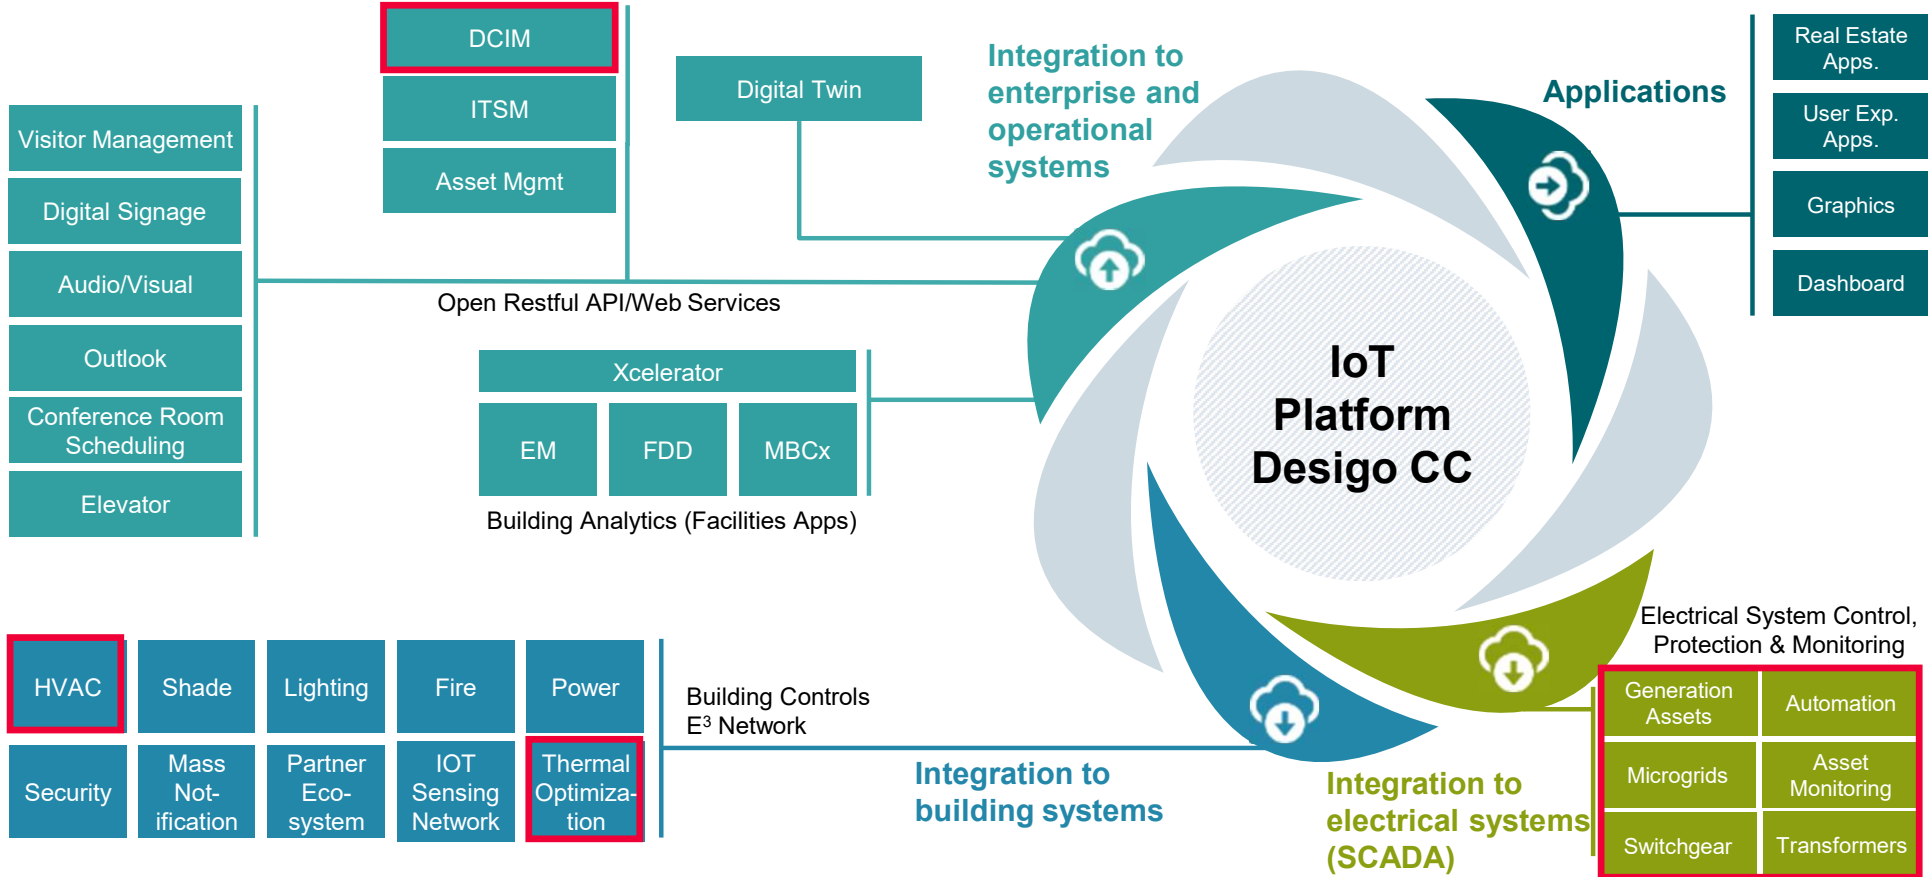 DCIM
ITSM
Asset Mgmt
Digital Twin
Integration to
enterprise and
operational
systems
Applications
Real Estate
Apps.
User Exp.
Apps.
Graphics
Dashboard
Visitor Management
Digital Signage
Audio/Visual
Outlook
Conference Room
Scheduling
Elevator
Open Restful API/Web Services
Xcelerator
EM
FDD
MBCx
Building Analytics (Facilities Apps)
IoT
Platform
Desigo CC
HVAC
Shade
Lighting
Fire
Power
Security
Mass
Not-
ification
Partner
Eco-
system
IOT
Sensing
Network
Thermal
Optimiza-
tion
Building Controls
E³ Network
Integration to
building systems
Integration to
electrical systems
(SCADA)
Electrical System Control,
Protection & Monitoring
Generation
Assets
Automation
Microgrids
Asset
Monitoring
Switchgear
Transformers